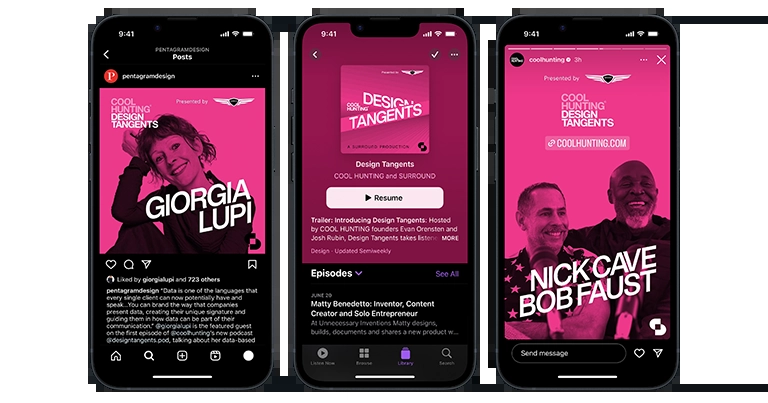 9:41
PENTAGRAMDESIGN
Posts
pentagramdesign
COOL
HUNTING
DESIGN
TANGENTS
Presented by
GIORGIA
LUPI
Liked by giorgialupi and 723 others
pentagramdesign "Data is one of the languages that
every single client can now potentially have and
speak...You can brand the way that companies
present data, creating their unique signature and
guiding them in how data can be part of their
communication." @giorgialupi is the featured guest
on the first episode of @coolhunting's new podcast
@designtangents.pod, talking about her data-based
9:41
Presented by
COOL
HUNTING
DESIGN
TANGENTS
A SURROUND PRODUCTION
Design Tangents
COOL HUNTING and SURROUND
Resume
Trailer: Introducing Design Tangents: Hosted
by COOL HUNTING founders Evan Orensten and
Josh Rubin, Design Tangents takes listene MORE
Design · Updated Semiweekly
Episodes
See All
JUNE 20
Matty Benedetto: Inventor, Content
Creator and Solo Entrepreneur
At Unnecessary Inventions Matty designs,
builds, documents and shares a new product w...
Listen Now
Browse
Library
Search
9:41
coolhunting 3h
Presented by
COOL
HUNTING
DESIGN
TANGENTS
COOLHUNTING.COM
NICK CAVE
BOB FAUST
Send message